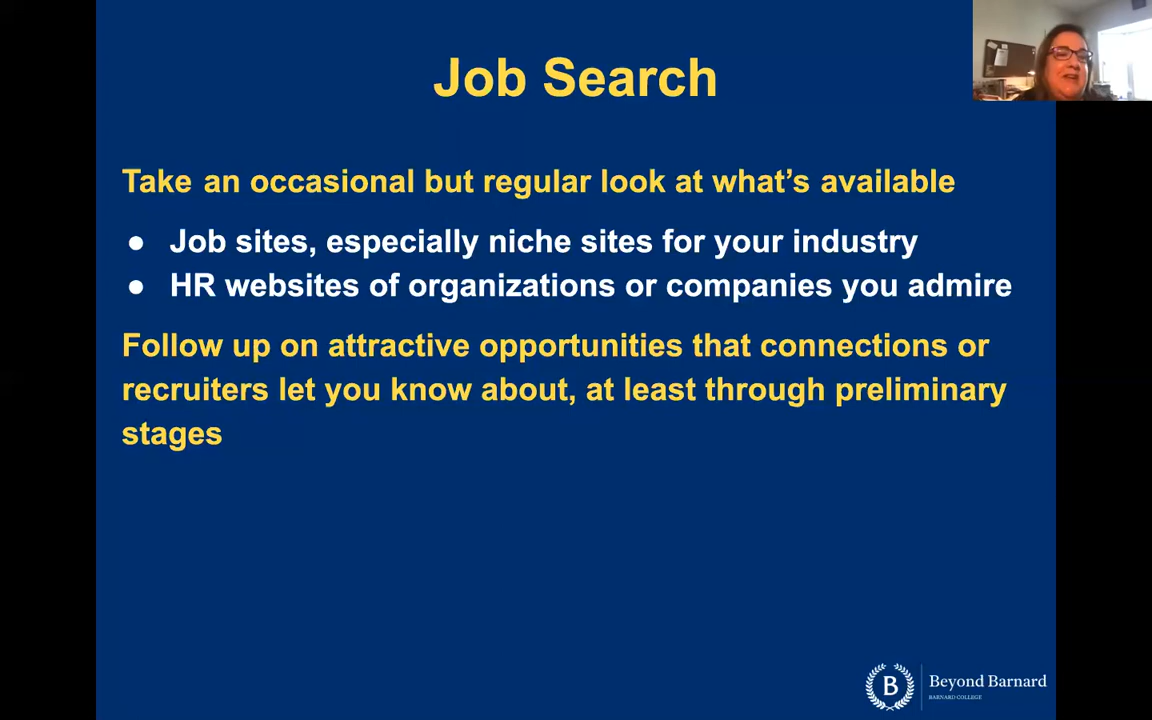 Job Search
Take an occasional but regular look at what’s available
● Job sites, especially niche sites for your industry
● HR websites of organizations or companies you admire
Follow up on attractive opportunities that connections or
recruiters let you know about, at least through preliminary
stages
B
Beyond Barnard
BARNARD COLLEGE